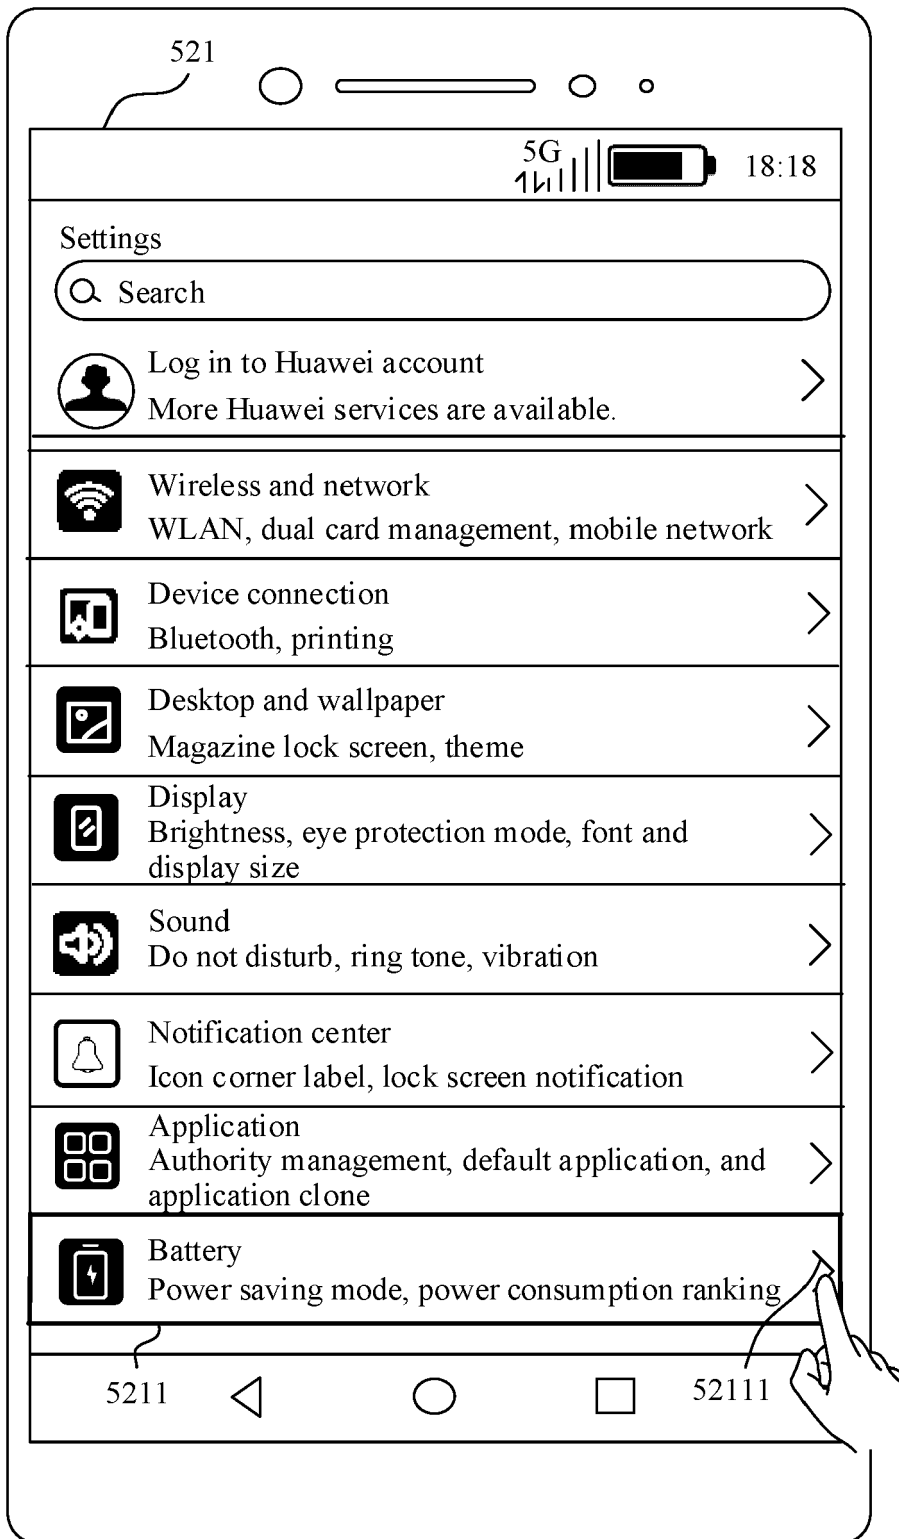 521
5G
18:18
Settings
Search
Log in to Huawei account
More Huawei services are available.
Wireless and network
WLAN, dual card management, mobile network
Device connection
Bluetooth, printing
Desktop and wallpaper
Magazine lock screen, theme
Display
Brightness, eye protection mode, font and
display size
Sound
Do not disturb, ring tone, vibration
Notification center
Icon corner label, lock screen notification
Application
Authority management, default application, and
application clone
Battery
Power saving mode, power consumption ranking
5211
52111